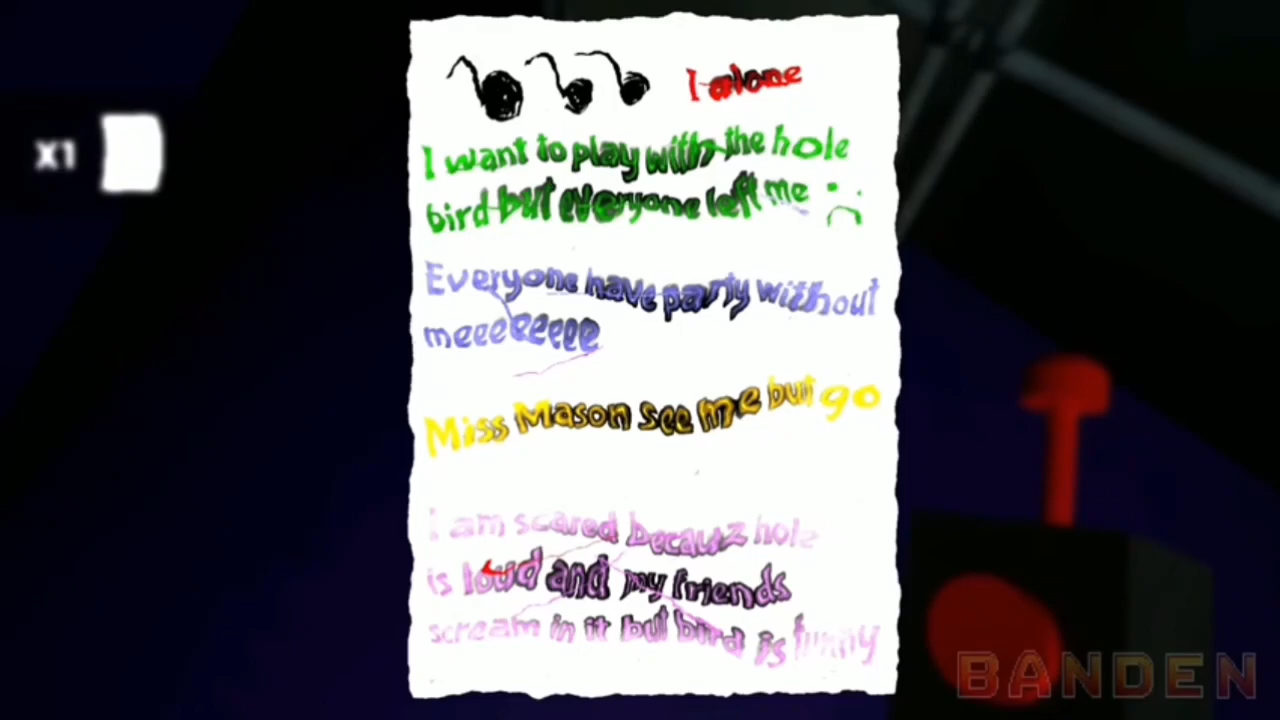 I alone
X1
I want to play with the hole
bird but everyone left me :(
Everyone have party without
meeeeeeee
Miss Mason see me but go
I am scared becauz hole
is loud and my friends
scream in it but bird is funny
BANDEN